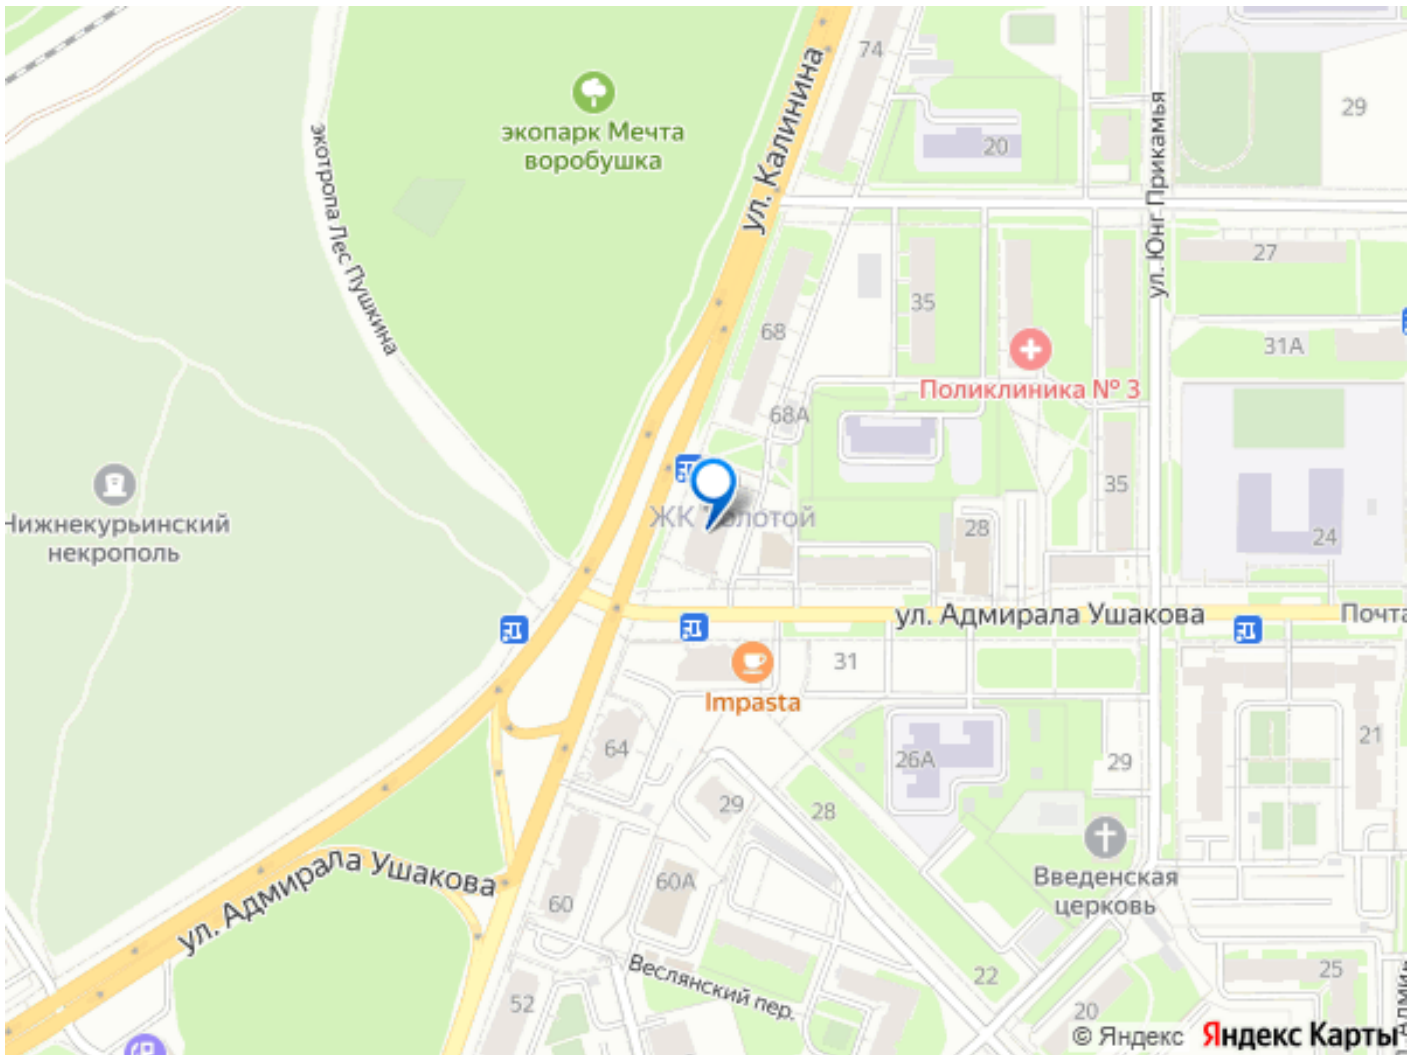 74
ул. Калинина
экопарк Мечта
воробушка
20
29
экотропа Лес Пушкина
ул. Юнг Прикамья
27
35
68
31А
Поликлиника № 3
68А
35
Нижнекурьинский
некрополь
28
24
ул. Адмирала Ушакова
Почта
31
Impasta
64
26А
21
29
29
28
Введенская
церковь
ул. Адмирала Ушакова
60А
60
Веслянский пер.
22
25
52
20
© Яндекс
Яндекс Карты